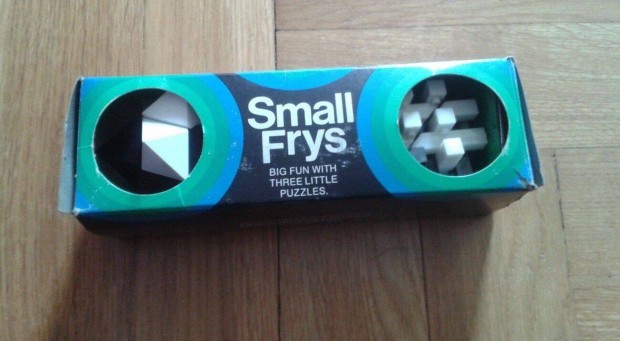 Small
Frys
BIG FUN WITH
THREE LITTLE
PUZZLES.